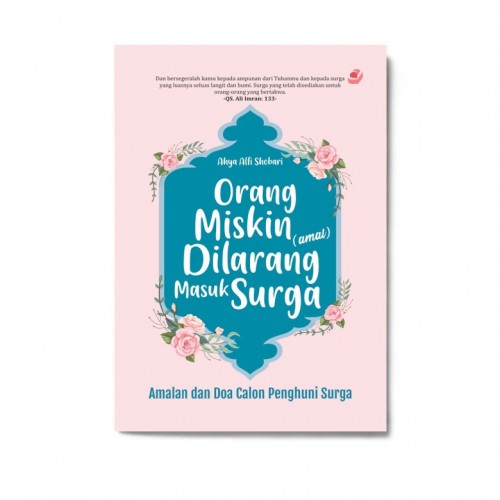 Dan bersegeralah kamu kepada ampunan dari Tuhanmu dan kepada surga
yang luasnya seluas langit dan bumi. Surga yang telah disediakan untuk
orang-orang yang bertakwa.
-QS. Ali Imran: 133-
Ahya Alfi Shobari
Orang
Miskin (amal)
Dilarang
Masuk Surga
Amalan dan Doa Calon Penghuni Surga